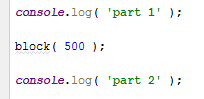 console.log( 'part 1' );
block( 500 );
console.log( 'part 2' );